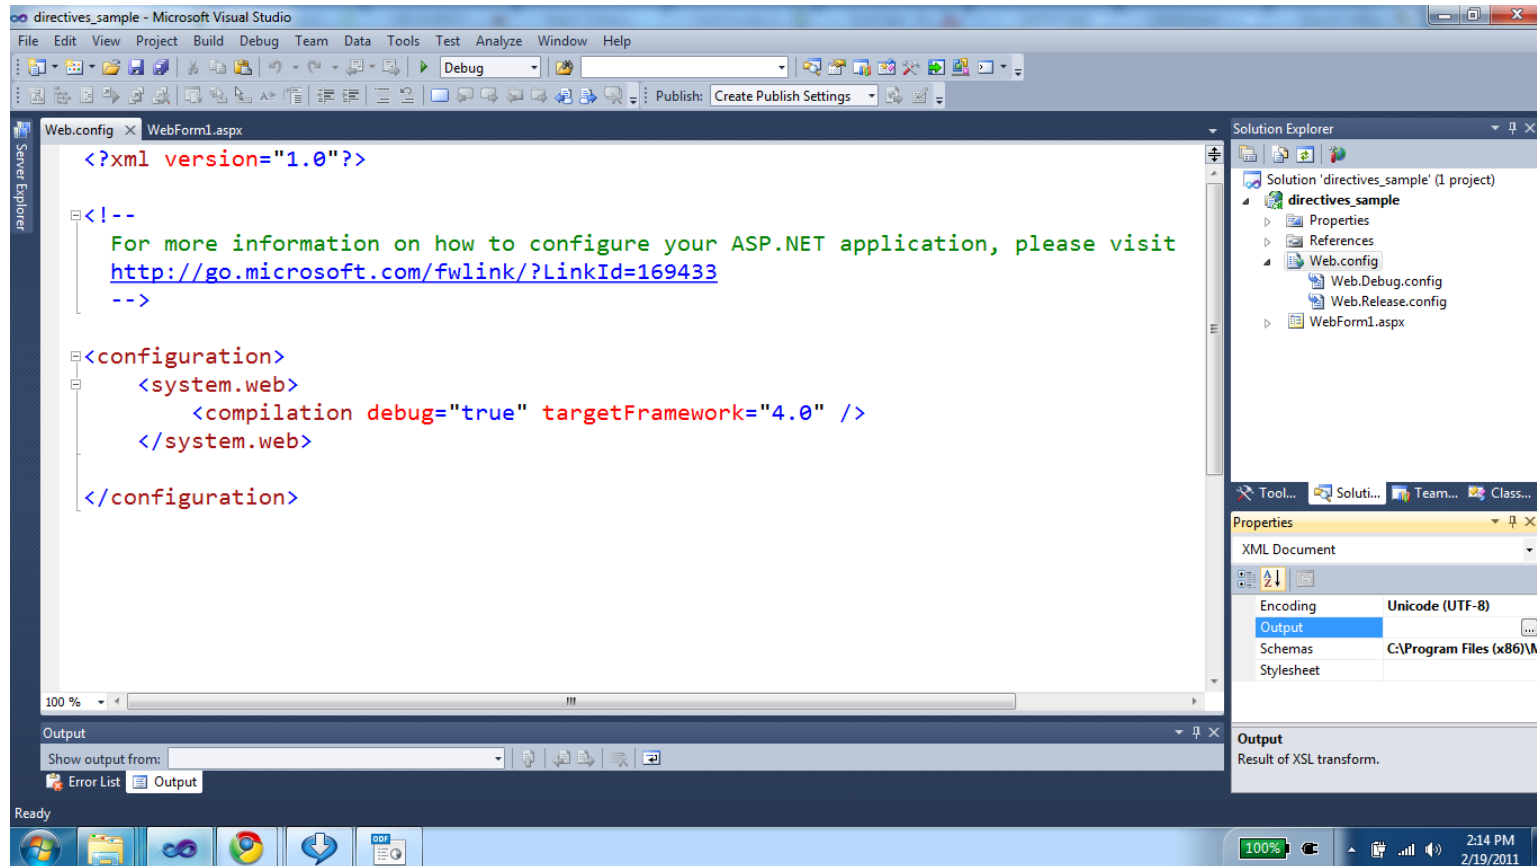 directives_sample - Microsoft Visual Studio
File Edit View Project Build Debug Team Data Tools Test Analyze Window Help
Debug
Publish: Create Publish Settings
Server Explorer
Web.config WebForm1.aspx
<?xml version="1.0"?>
<!--
For more information on how to configure your ASP.NET application, please visit
http://go.microsoft.com/fwlink/?LinkId=169433
-->
<configuration>
<system.web>
<compilation debug="true" targetFramework="4.0" />
</system.web>
</configuration>
100 %
Output
Show output from:
Error List Output
Ready
Solution Explorer
Solution 'directives_sample' (1 project)
directives_sample
Properties
References
Web.config
Web.Debug.config
Web.Release.config
WebForm1.aspx
Tool... Soluti... Team... Class...
Properties
XML Document
Encoding Unicode (UTF-8)
Output ...
Schemas C:\Program Files (x86)\
Stylesheet
Output
Result of XSL transform.
ODF
100%
2:14 PM
2/19/2011